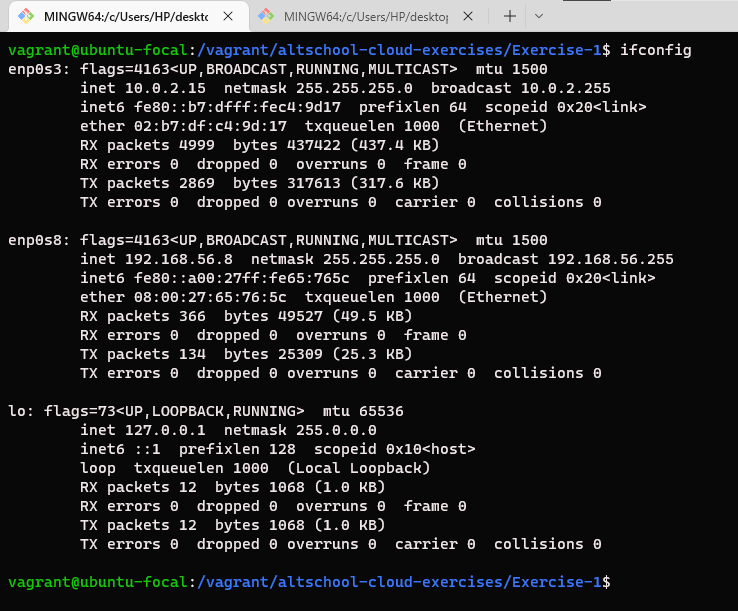 MINGW64:/c/Users/HP/deskto
MINGW64:/c/Users/HP/desktop
vagrant@ubuntu-focal:/vagrant/altschool-cloud-exercises/Exercise-1$ ifconfig
enp0s3: flags=4163<UP,BROADCAST,RUNNING,MULTICAST>  mtu 1500
        inet 10.0.2.15  netmask 255.255.255.0  broadcast 10.0.2.255
        inet6 fe80::b7:dfff:fec4:9d17  prefixlen 64  scopeid 0x20<link>
        ether 02:b7:df:c4:9d:17  txqueuelen 1000  (Ethernet)
        RX packets 4999  bytes 437422 (437.4 KB)
        RX errors 0  dropped 0  overruns 0  frame 0
        TX packets 2869  bytes 317613 (317.6 KB)
        TX errors 0  dropped 0 overruns 0  carrier 0  collisions 0
enp0s8: flags=4163<UP,BROADCAST,RUNNING,MULTICAST>  mtu 1500
        inet 192.168.56.8  netmask 255.255.255.0  broadcast 192.168.56.255
        inet6 fe80::a00:27ff:fe65:765c  prefixlen 64  scopeid 0x20<link>
        ether 08:00:27:65:76:5c  txqueuelen 1000  (Ethernet)
        RX packets 366  bytes 49527 (49.5 KB)
        RX errors 0  dropped 0  overruns 0  frame 0
        TX packets 134  bytes 25309 (25.3 KB)
        TX errors 0  dropped 0 overruns 0  carrier 0  collisions 0
lo: flags=73<UP,LOOPBACK,RUNNING>  mtu 65536
        inet 127.0.0.1  netmask 255.0.0.0
        inet6 ::1  prefixlen 128  scopeid 0x10<host>
        loop  txqueuelen 1000  (Local Loopback)
        RX packets 12  bytes 1068 (1.0 KB)
        RX errors 0  dropped 0  overruns 0  frame 0
        TX packets 12  bytes 1068 (1.0 KB)
        TX errors 0  dropped 0 overruns 0  carrier 0  collisions 0
vagrant@ubuntu-focal:/vagrant/altschool-cloud-exercises/Exercise-1$